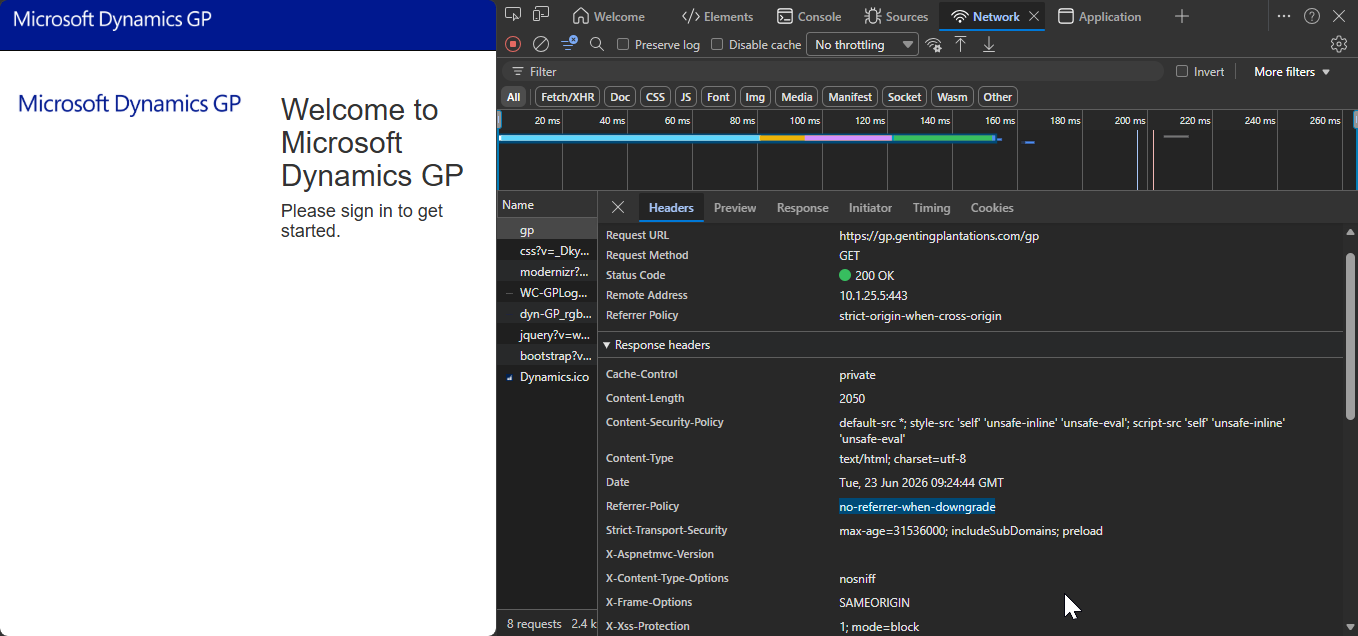 Microsoft Dynamics GP
Microsoft Dynamics GP
Welcome to
Microsoft
Dynamics GP
Please sign in to get
started.
Welcome Elements Console Sources Network Application
Preserve log Disable cache No throttling
Filter Invert More filters
All Fetch/XHR Doc CSS JS Font Img Media Manifest Socket Wasm Other
20 ms 40 ms 60 ms 80 ms 100 ms 120 ms 140 ms 160 ms 180 ms 200 ms 220 ms 240 ms 260 ms
Name
gp
css?v=_Dky...
modernizr?...
WC-GPLog...
dyn-GP_rgb...
jquery?v=w...
bootstrap?v...
Dynamics.ico
8 requests 2.4 k
Headers Preview Response Initiator Timing Cookies
Request URL https://gp.gentingplantations.com/gp
Request Method GET
Status Code 200 OK
Remote Address 10.1.25.5:443
Referrer Policy strict-origin-when-cross-origin
Response headers
Cache-Control private
Content-Length 2050
Content-Security-Policy default-src *; style-src 'self' 'unsafe-inline' 'unsafe-eval'; script-src 'self' 'unsafe-inline'
'unsafe-eval'
Content-Type text/html; charset=utf-8
Date Tue, 23 Jun 2026 09:24:44 GMT
Referrer-Policy no-referrer-when-downgrade
Strict-Transport-Security max-age=31536000; includeSubDomains; preload
X-Aspnetmvc-Version
X-Content-Type-Options nosniff
X-Frame-Options SAMEORIGIN
X-Xss-Protection 1; mode=block